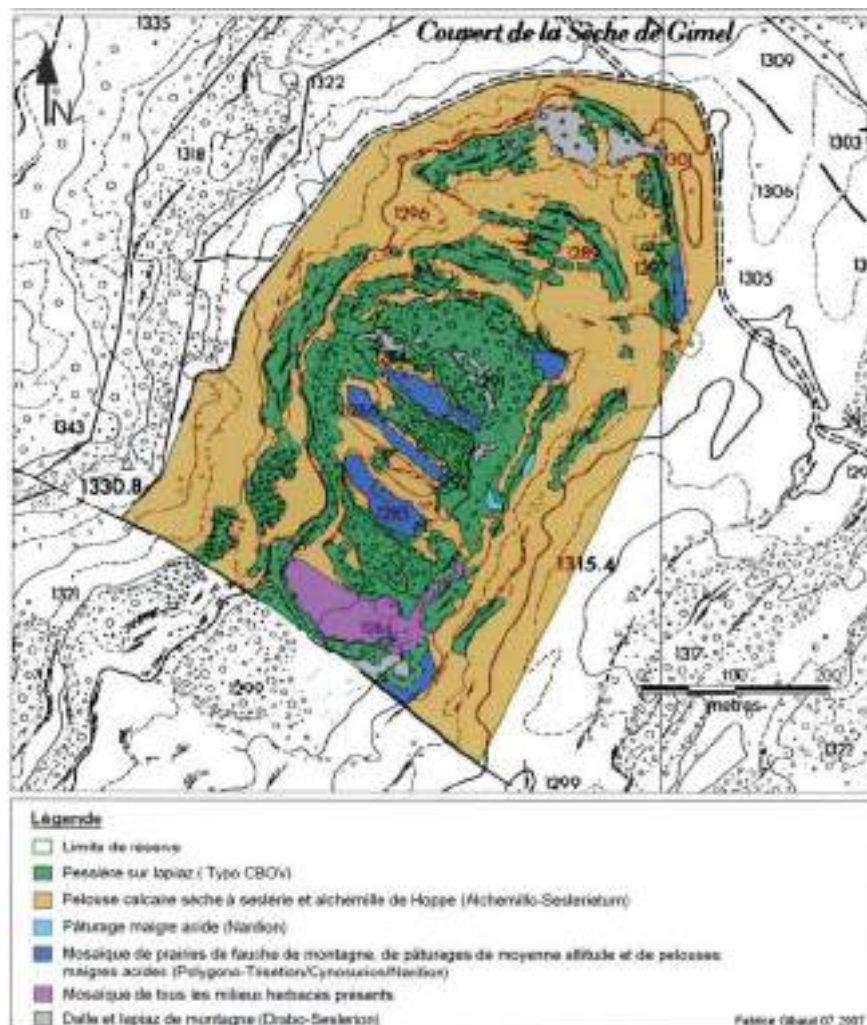 Couvert de la Sèche de Gimel
1335
1322
1309
1318
1303
N
1301
1306
1296
1305
1343
1330.8
1315.4
1321
1317
1299
100
200
metres
1299
Légende
Limite de réserve
Pessière sur lapiaz ( Typo CBOV)
Pelouse calcaire sèche à seslérie et alchémille de Hoppe (Alchemillo-Seslerietum)
Pâturage maigre acide (Nardion)
Mosaïque de prairies de fauche de montagne, de pâturages de moyenne altitude et de pelouses
maigres acides (Polygono-Trisetion/Cynosurion/Nardion)
Mosaïque de tous les milieux herbacés présents
Dalle et lapiaz de montagne (Drabo-Seslerion)